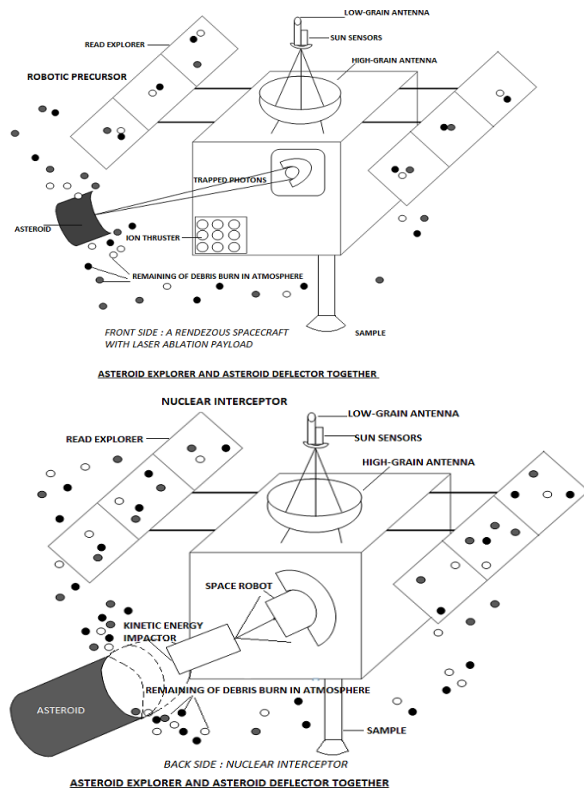 LOW-GRAIN ANTENNA
SUN SENSORS
READ EXPLORER
HIGH-GRAIN ANTENNA
ROBOTIC PRECURSOR
TRAPPED PHOTONS
ASTEROID
ION THRUSTER
REMAINING OF DEBRIS BURN IN ATMOSPHERE
SAMPLE
FRONT SIDE : A RENDEZOUS SPACECRAFT
WITH LASER ABLATION PAYLOAD
ASTEROID EXPLORER AND ASTEROID DEFLECTOR TOGETHER
NUCLEAR INTERCEPTOR
LOW-GRAIN ANTENNA
READ EXPLORER
SUN SENSORS
HIGH-GRAIN ANTENNA
SPACE ROBOT
KINETIC ENERGY
IMPACTOR
REMAINING OF DEBRIS BURN IN ATMOSPHERE
ASTEROID
SAMPLE
BACK SIDE : NUCLEAR INTERCEPTOR
ASTEROID EXPLORER AND ASTEROID DEFLECTOR TOGETHER